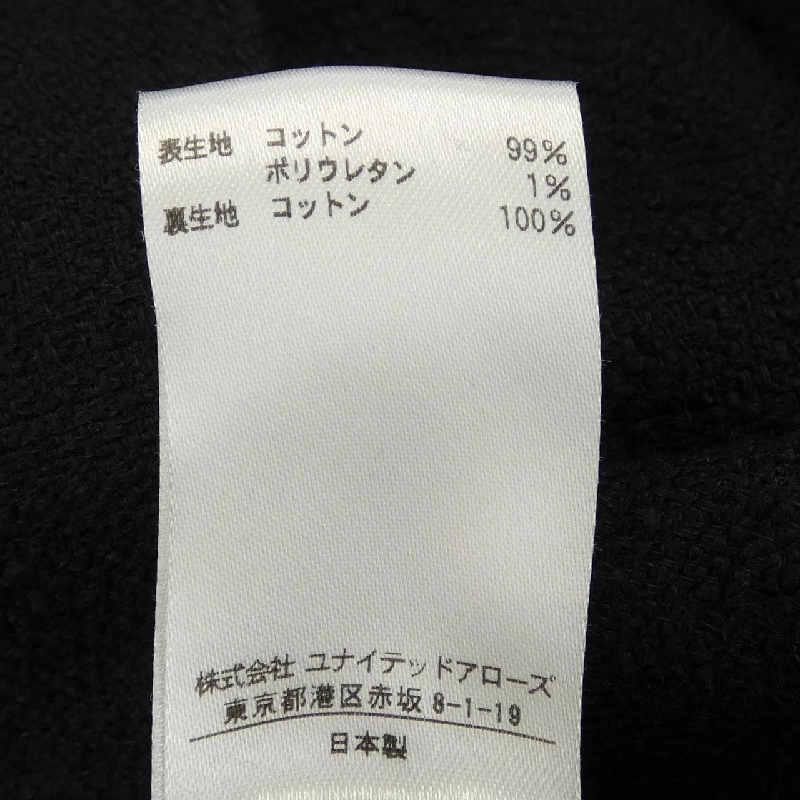 表生地 コットン 99%
ポリウレタン 1%
裏生地 コットン 100%
株式会社 ユナイテッドアローズ
東京都港区赤坂 8-1-19
日本製